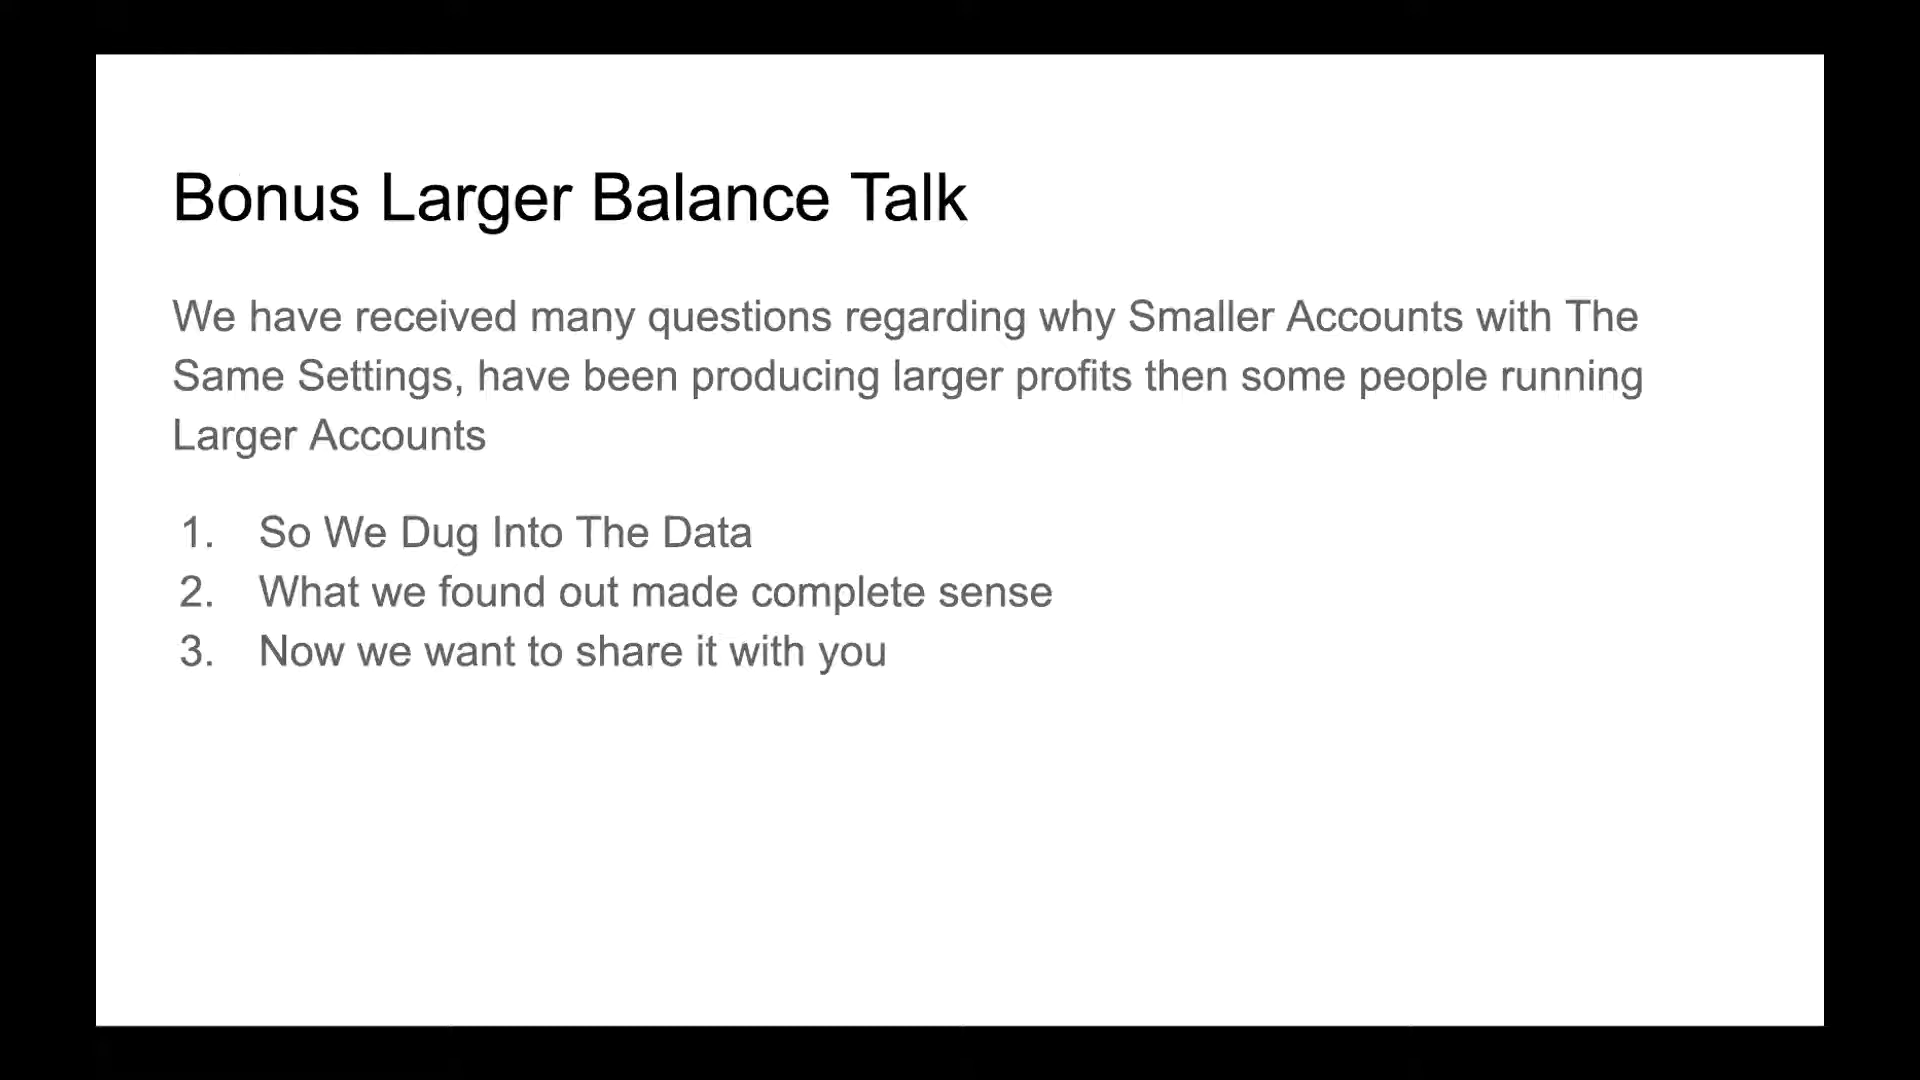 Bonus Larger Balance Talk
We have received many questions regarding why Smaller Accounts with The
Same Settings, have been producing larger profits then some people running
Larger Accounts
1. So We Dug Into The Data
2. What we found out made complete sense
3. Now we want to share it with you